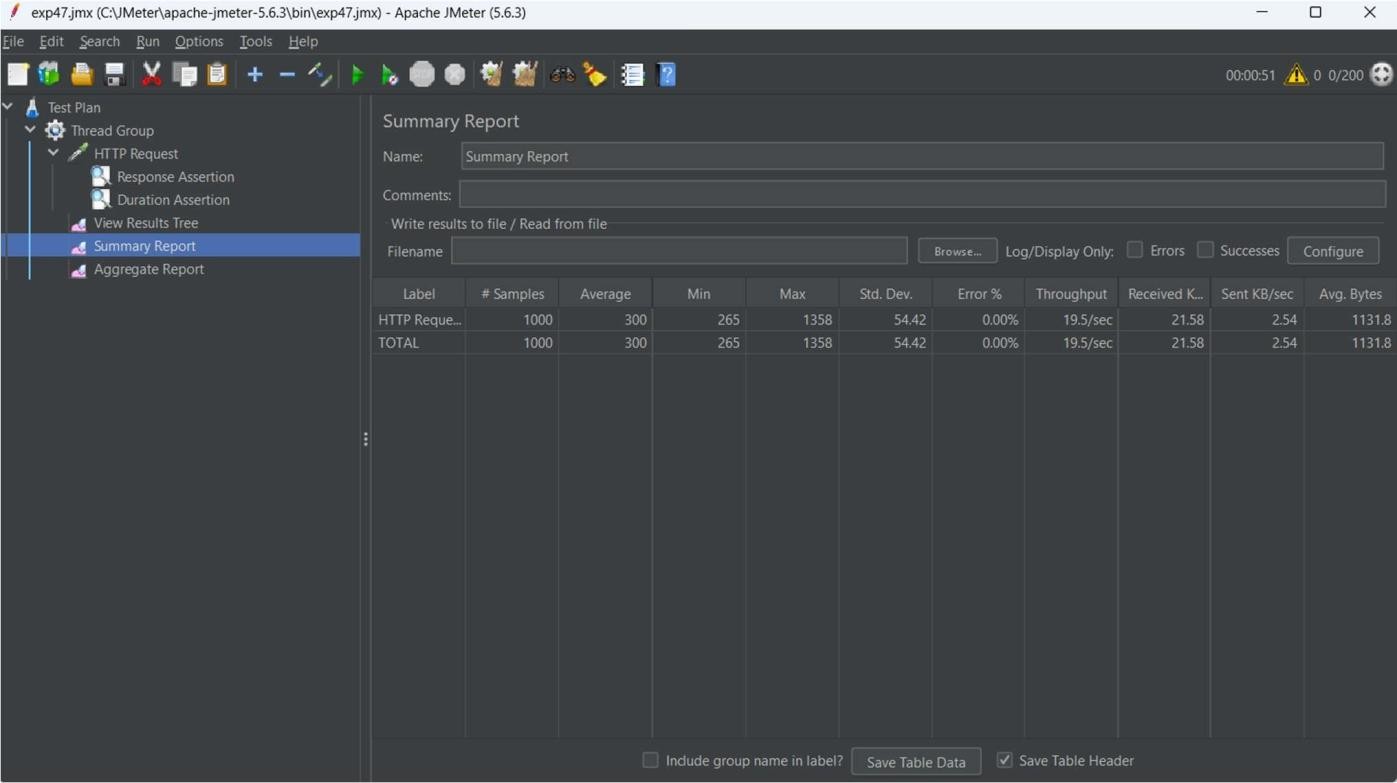 exp47.jmx (C:\JMeter\apache-jmeter-5.6.3\bin\exp47.jmx) - Apache JMeter (5.6.3)
File Edit Search Run Options Tools Help
00:00:51 0 0/200
Test Plan
Thread Group
HTTP Request
Response Assertion
Duration Assertion
View Results Tree
Summary Report
Aggregate Report
Summary Report
Name: Summary Report
Comments:
Write results to file / Read from file
Filename Browse... Log/Display Only: Errors Successes Configure
Label # Samples Average Min Max Std. Dev. Error % Throughput Received K... Sent KB/sec Avg. Bytes
HTTP Reque... 1000 300 265 1358 54.42 0.00% 19.5/sec 21.58 2.54 1131.8
TOTAL 1000 300 265 1358 54.42 0.00% 19.5/sec 21.58 2.54 1131.8
Include group name in label? Save Table Data Save Table Header